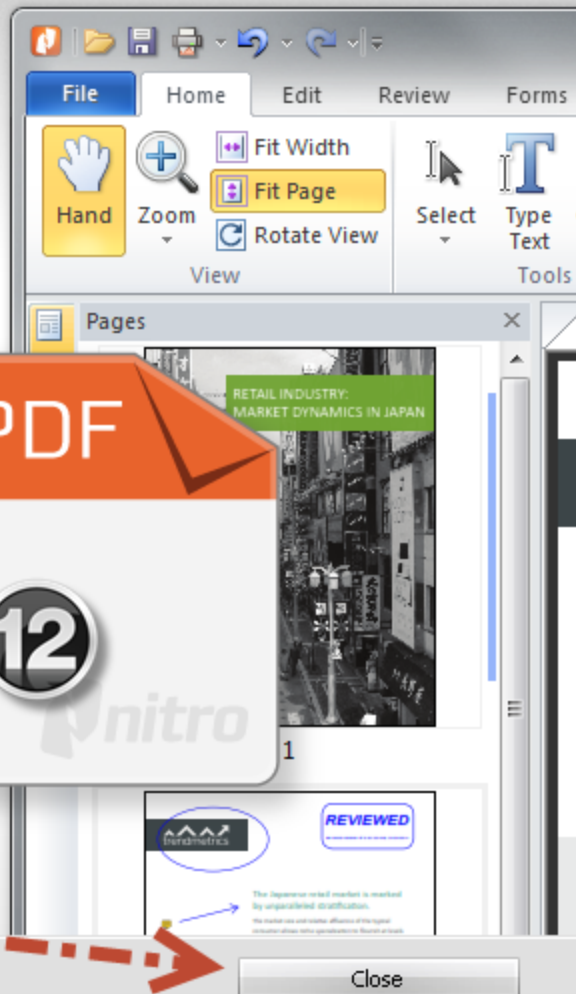 File Home Edit Review Forms
Hand
Zoom
Fit Width
Fit Page
Rotate View
View
Select
Type
Text
Tools
Pages
RETAIL INDUSTRY:
MARKET DYNAMICS IN JAPAN
PDF
12
nitro
1
trendmetrics
REVIEWED
The Japanese retail market is marked
by unparalleled stratification.
Close